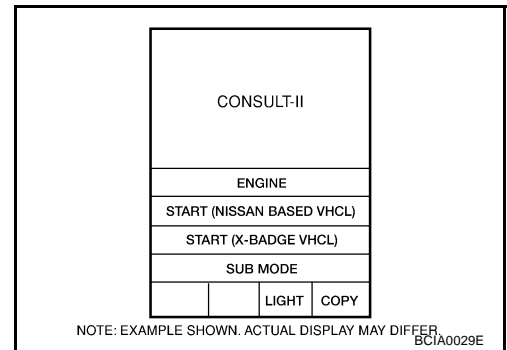 CONSULT-II
ENGINE
START (NISSAN BASED VHCL)
START (X-BADGE VHCL)
SUB MODE
LIGHT COPY
NOTE: EXAMPLE SHOWN. ACTUAL DISPLAY MAY DIFFER.
BCIA0029E